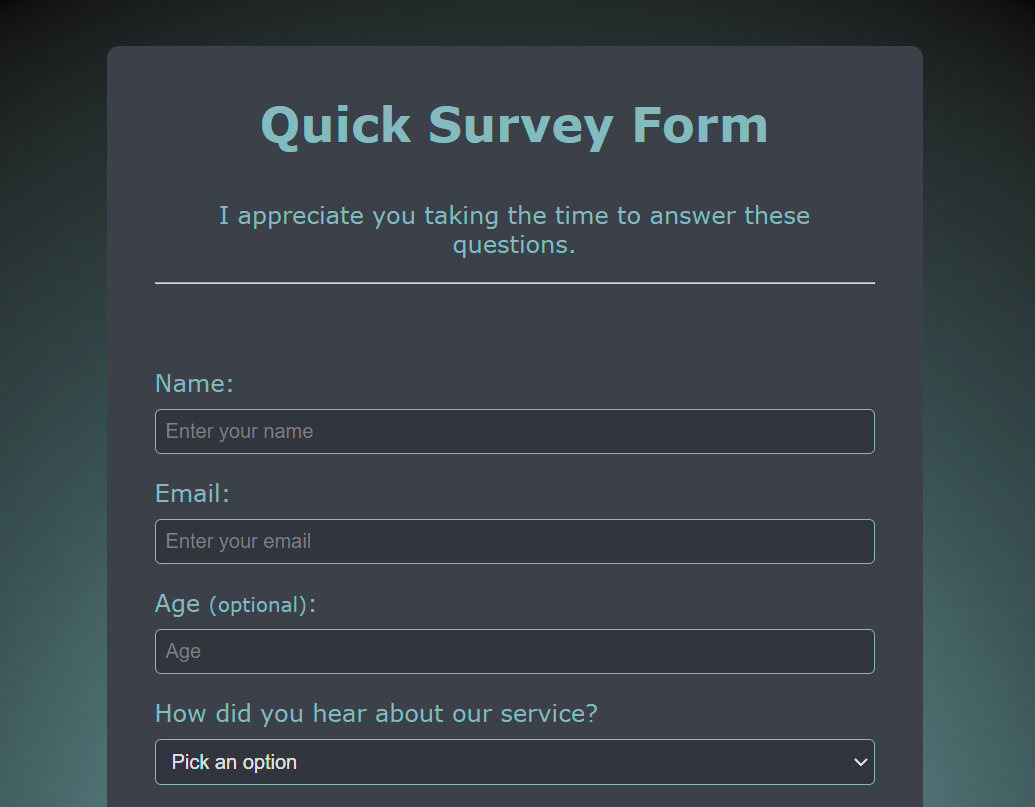 Quick Survey Form
I appreciate you taking the time to answer these
questions.
Name:
Enter your name
Email:
Enter your email
Age (optional):
Age
How did you hear about our service?
Pick an option